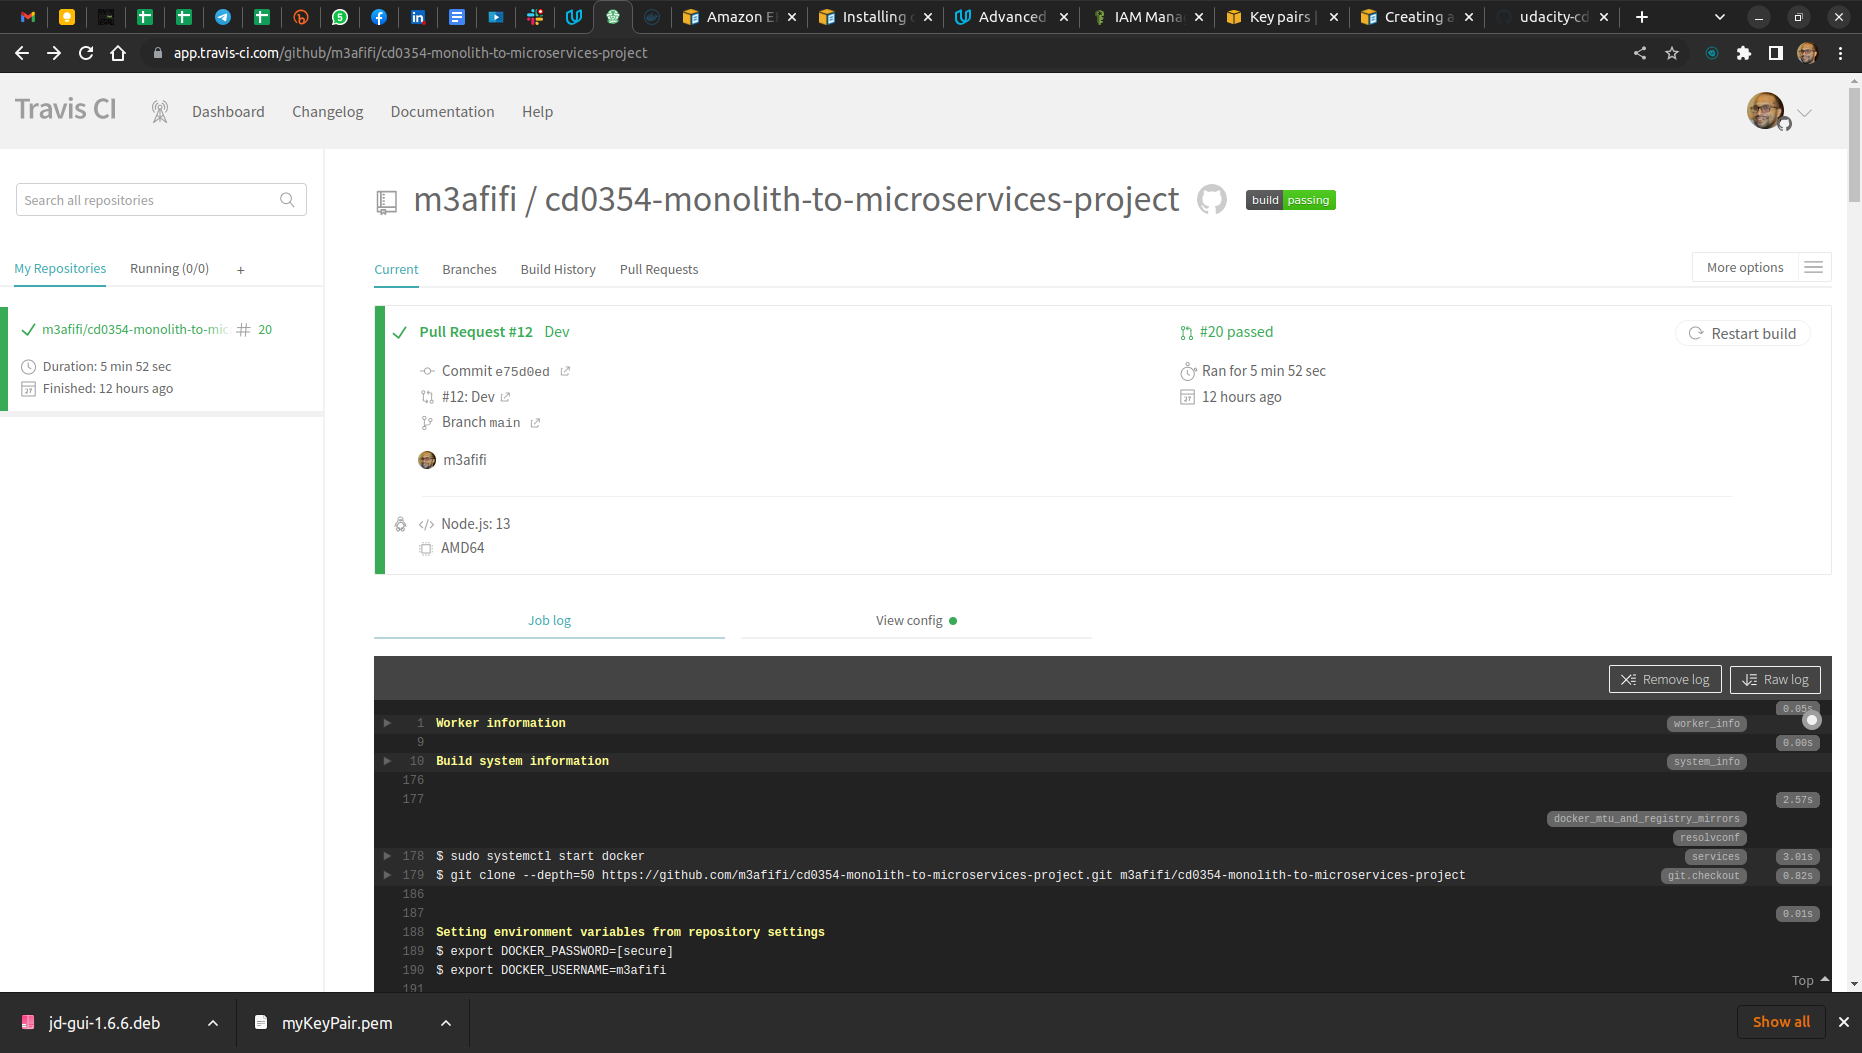 Amazon E
Installing
Advanced
IAM Mana
Key pairs |
Creating a
udacity-cd
app.travis-ci.com/github/m3afifi/cd0354-monolith-to-microservices-project
Travis CI
Dashboard
Changelog
Documentation
Help
Search all repositories
My Repositories
Running (0/0)
+
m3afifi/cd0354-monolith-to-mic
# 20
Duration: 5 min 52 sec
Finished: 12 hours ago
m3afifi / cd0354-monolith-to-microservices-project
build passing
Current
Branches
Build History
Pull Requests
More options
Pull Request #12 Dev
Commit e75d0ed
#12: Dev
Branch main
m3afifi
#20 passed
Ran for 5 min 52 sec
12 hours ago
Restart build
Node.js: 13
AMD64
Job log
View config
Remove log
Raw log
0.05s
1 Worker information worker_info
9 0.00s
10 Build system information system_info
176
177 2.57s
docker_mtu_and_registry_mirrors
resolvconf
178 $ sudo systemctl start docker services 3.01s
179 $ git clone --depth=50 https://github.com/m3afifi/cd0354-monolith-to-microservices-project.git m3afifi/cd0354-monolith-to-microservices-project git.checkout 0.82s
186
187 0.01s
188 Setting environment variables from repository settings
189 $ export DOCKER_PASSWORD=[secure]
190 $ export DOCKER_USERNAME=m3afifi
191
Top
jd-gui-1.6.6.deb
myKeyPair.pem
Show all